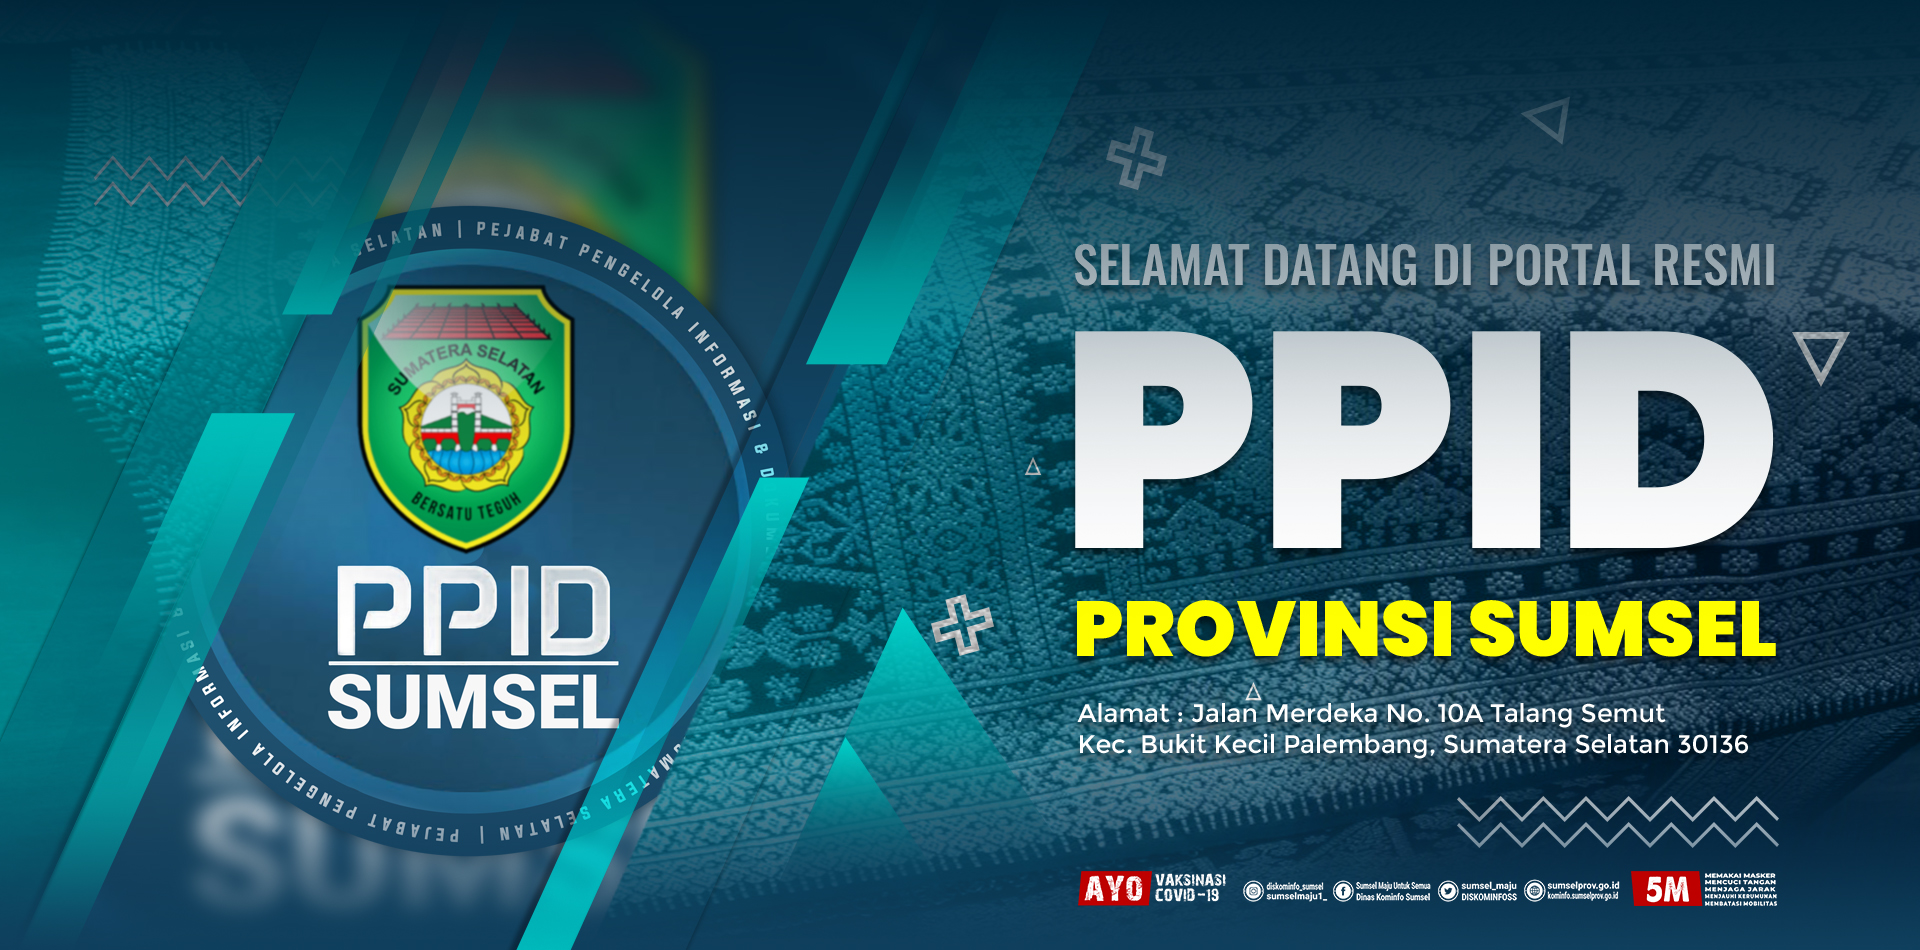 SELATAN | PEJABAT PENGELOLA INFORMASI & D
SUMATERA SELATAN
BERSATU TEGUH
PPID
SUMSEL
MATERA SELATAN | PEJABAT PENGELOLA INFORMASI &
SELAMAT DATANG DI PORTAL RESMI
PPID
PROVINSI SUMSEL
Alamat : Jalan Merdeka No. 10A Talang Semut
Kec. Bukit Kecil Palembang, Sumatera Selatan 30136
AYO VAKSINASI
COVID-19
diskominfo_sumsel
sumselmaju1_
Sumsel Maju Untuk Semua
Dinas Kominfo Sumsel
sumsel_maju
DISKOMINFOSS
sumselprov.go.id
kominfo.sumselprov.go.id
5M
MEMAKAI MASKER
MENCUCI TANGAN
MENJAGA JARAK
MENJAUHI KERUMUNAN
MEMBATASI MOBILITAS